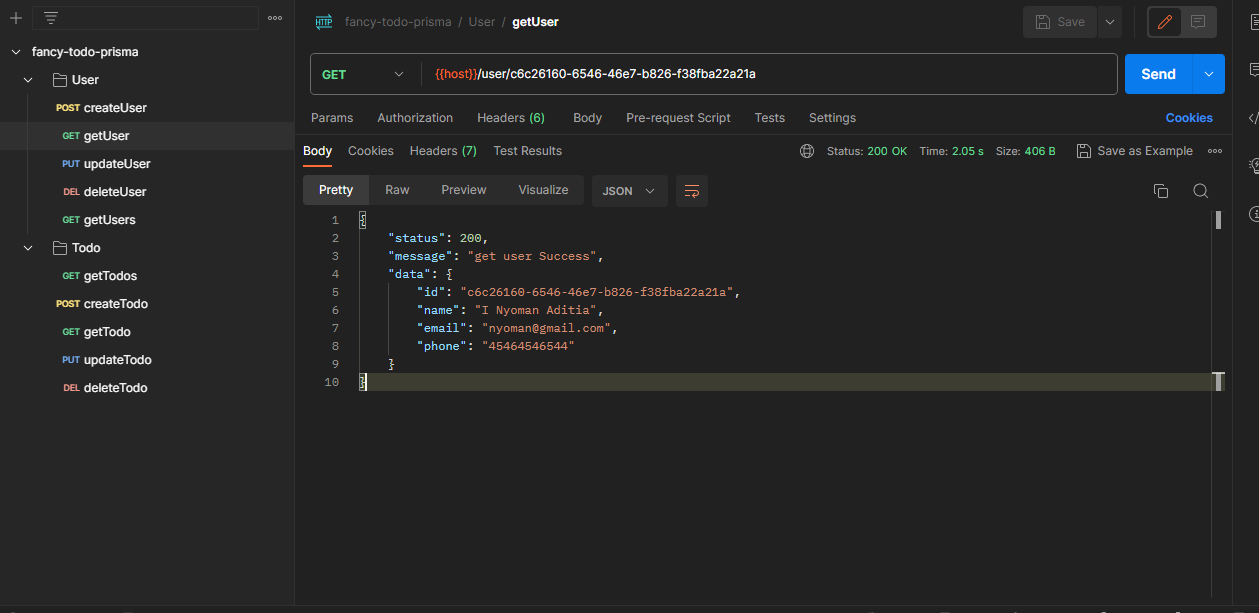 fancy-todo-prisma
User
POST createUser
GET getUser
PUT updateUser
DEL deleteUser
GET getUsers
Todo
GET getTodos
POST createTodo
GET getTodo
PUT updateTodo
DEL deleteTodo
HTTP fancy-todo-prisma / User / getUser
Save
GET {{host}}/user/c6c26160-6546-46e7-b826-f38fba22a21a
Send
Params Authorization Headers (6) Body Pre-request Script Tests Settings Cookies
Body Cookies Headers (7) Test Results Status: 200 OK Time: 2.05 s Size: 406 B Save as Example
Pretty Raw Preview Visualize JSON
1 {
2 "status": 200,
3 "message": "get user Success",
4 "data": {
5 "id": "c6c26160-6546-46e7-b826-f38fba22a21a",
6 "name": "I Nyoman Aditia",
7 "email": "nyoman@gmail.com",
8 "phone": "45464546544"
9 }
10 }